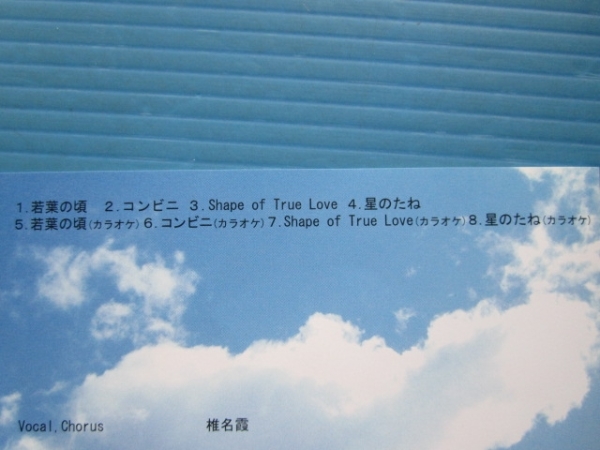 1.若葉の頃 2.コンビニ 3.Shape of True Love 4.星のたね
5.若葉の頃(カラオケ)6.コンビニ(カラオケ)7.Shape of True Love(カラオケ)8.星のたね(カラオケ)
Vocal,Chorus 椎名霞